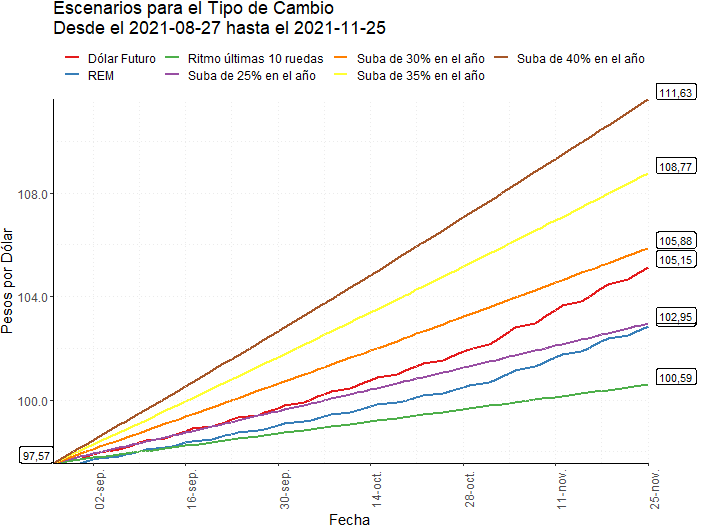 Escenarios para el Tipo de Cambio
Desde el 2021-08-27 hasta el 2021-11-25
Dólar Futuro
Ritmo últimas 10 ruedas
Suba de 30% en el año
Suba de 40% en el año
REM
Suba de 25% en el año
Suba de 35% en el año
111,63
108,77
108.0
105,88
105,15
104.0
102,95
100,59
100.0
97,57
Pesos por Dólar
02-sep.
16-sep.
30-sep.
14-oct.
28-oct.
11-nov.
25-nov.
Fecha